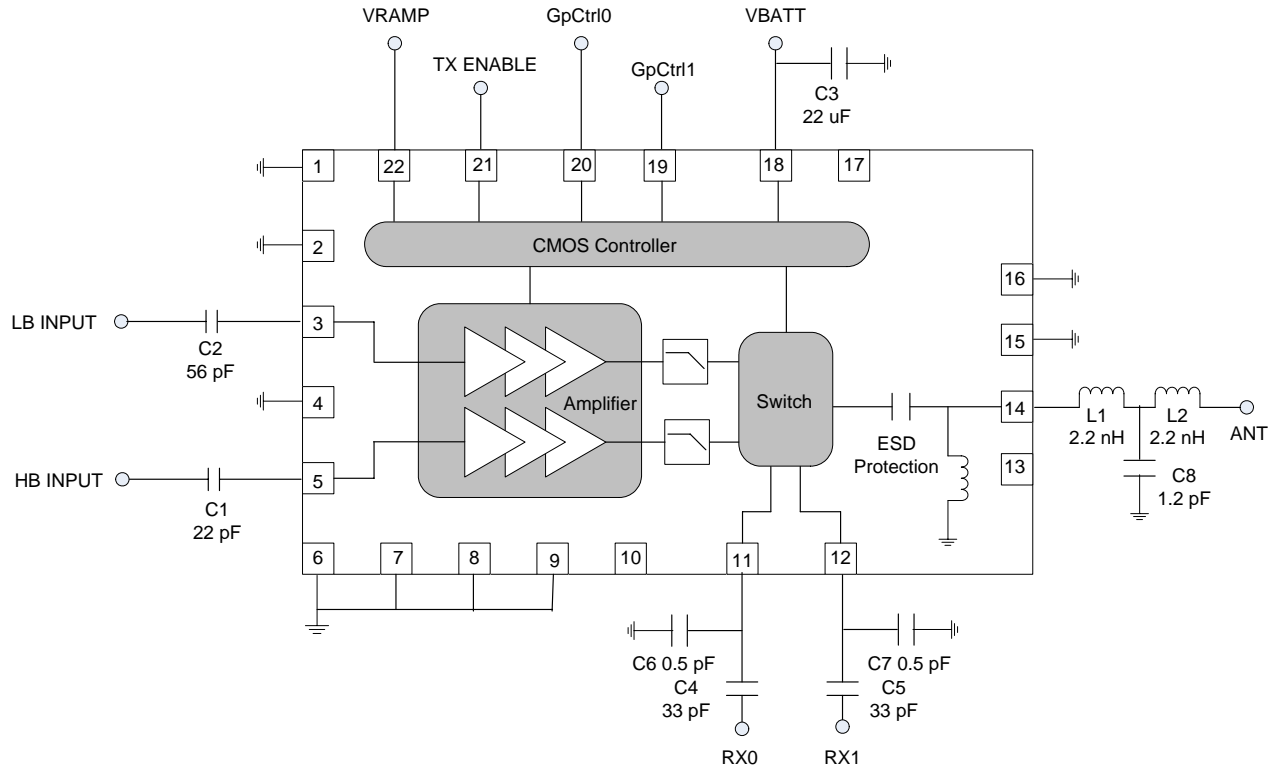 VRAMP
GpCtrl0
VBATT
TX ENABLE
GpCtrl1
C3
22 uF
1
22
21
20
19
18
17
2
CMOS Controller
16
LB INPUT
3
15
C2
56 pF
4
Amplifier
Switch
14
L1
L2
2.2 nH
2.2 nH
ANT
ESD
Protection
HB INPUT
5
13
C8
1.2 pF
C1
22 pF
6
7
8
9
10
11
12
C6 0.5 pF
C7 0.5 pF
C4
C5
33 pF
33 pF
RX0
RX1